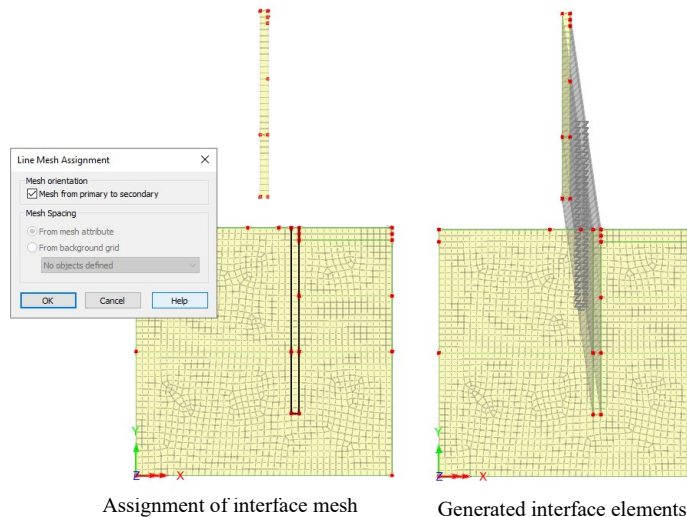 Line Mesh Assignment
Mesh orientation
Mesh from primary to secondary
Mesh Spacing
From mesh attribute
From background grid
No objects defined
OK Cancel Help
Y
Z X
Y
Z X
Assignment of interface mesh
Generated interface elements